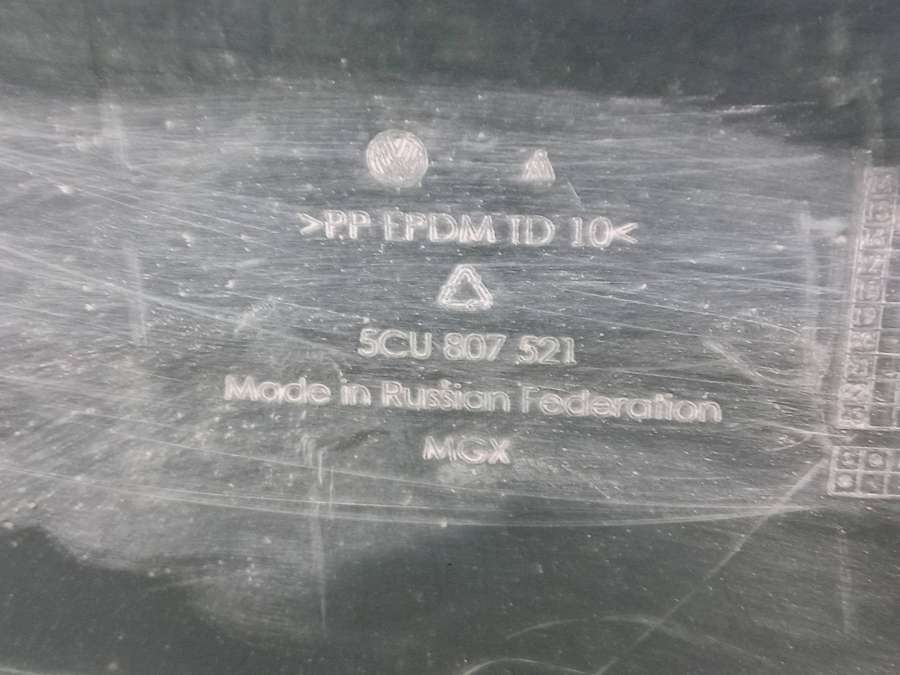 >PP EPDM TD 10<
5CU 807 521
Made in Russian Federation
MGX